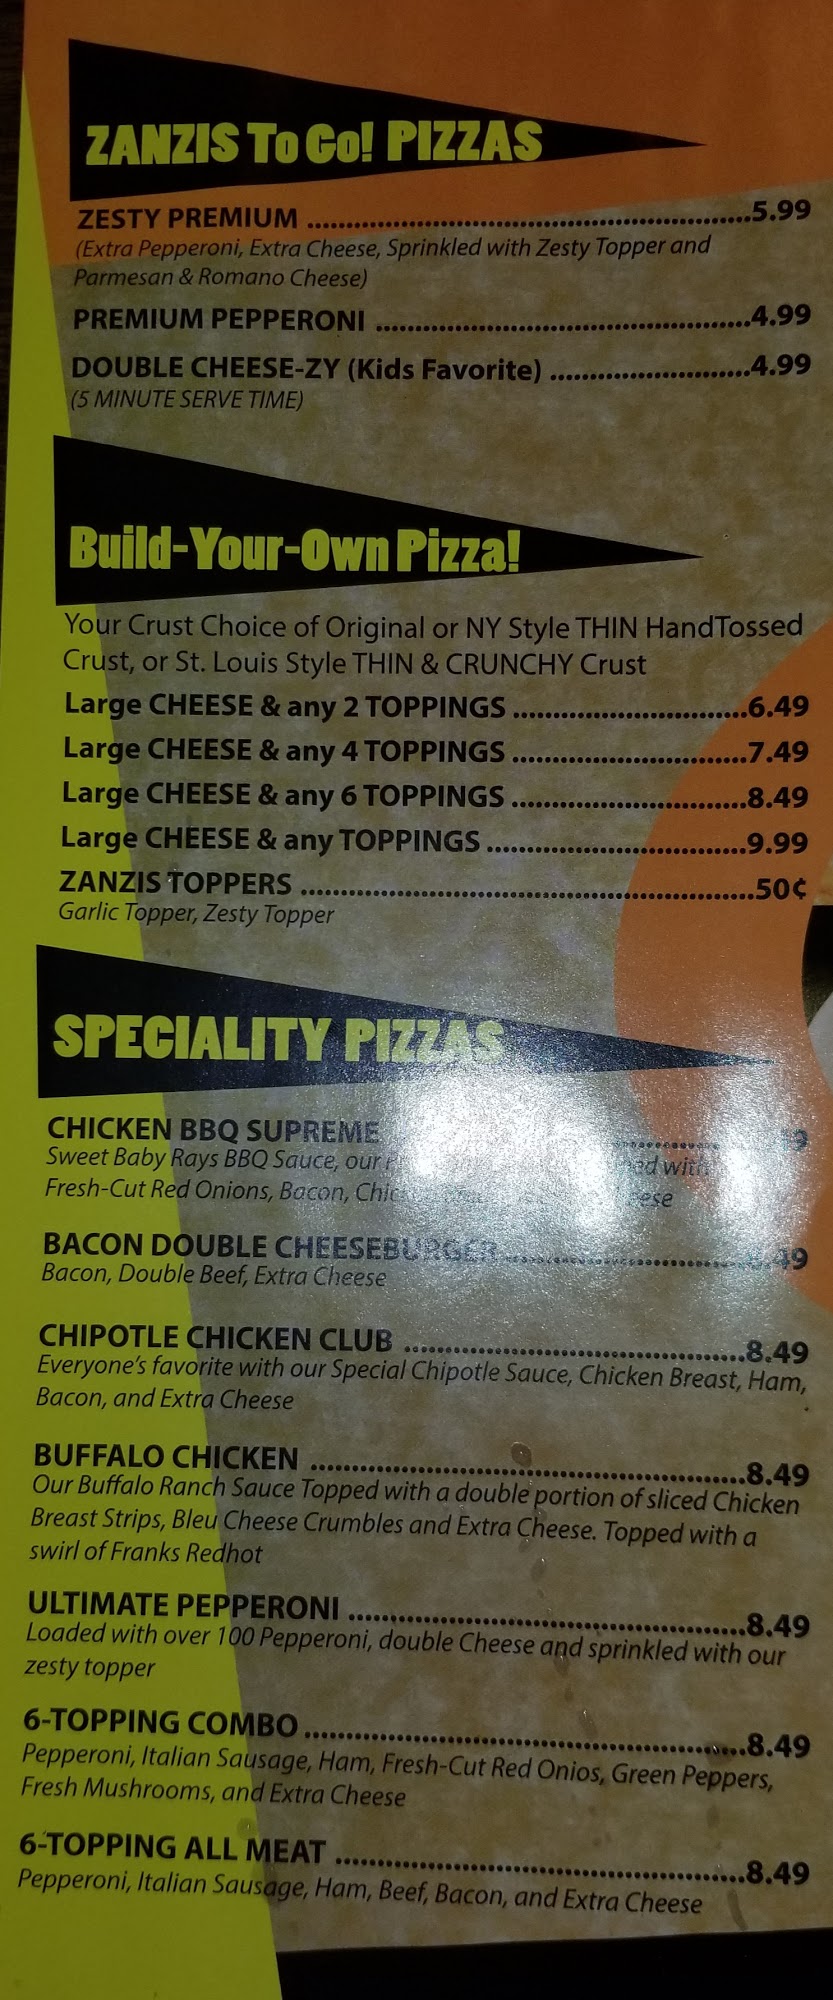 ZANZIS To Go! PIZZAS
ZESTY PREMIUM ........5.99
(Extra Pepperoni, Extra Cheese, Sprinkled with Zesty Topper and
Parmesan & Romano Cheese)
PREMIUM PEPPERONI ........4.99
DOUBLE CHEESE-ZY (Kids Favorite) ........4.99
(5 MINUTE SERVE TIME)
Build-Your-Own Pizza!
Your Crust Choice of Original or NY Style THIN HandTossed
Crust, or St. Louis Style THIN & CRUNCHY Crust
Large CHEESE & any 2 TOPPINGS ........6.49
Large CHEESE & any 4 TOPPINGS ........7.49
Large CHEESE & any 6 TOPPINGS ........8.49
Large CHEESE & any TOPPINGS ........9.99
ZANZIS TOPPERS ........50¢
Garlic Topper, Zesty Topper
SPECIALITY PIZZAS
CHICKEN BBQ SUPREME
Sweet Baby Rays BBQ Sauce, our with
Fresh-Cut Red Onions, Bacon,
BACON DOUBLE CHEESEBURGER ........
Bacon, Double Beef, Extra Cheese
CHIPOTLE CHICKEN CLUB ........8.49
Everyone's favorite with our Special Chipotle Sauce, Chicken Breast, Ham,
Bacon, and Extra Cheese
BUFFALO CHICKEN ........8.49
Our Buffalo Ranch Sauce Topped with a double portion of sliced Chicken
Breast Strips, Bleu Cheese Crumbles and Extra Cheese. Topped with a
swirl of Franks Redhot
ULTIMATE PEPPERONI ........8.49
Loaded with over 100 Pepperoni, double Cheese and sprinkled with our
zesty topper
6-TOPPING COMBO ........8.49
Pepperoni, Italian Sausage, Ham, Fresh-Cut Red Onios, Green Peppers,
Fresh Mushrooms, and Extra Cheese
6-TOPPING ALL MEAT ........8.49
Pepperoni, Italian Sausage, Ham, Beef, Bacon, and Extra Cheese